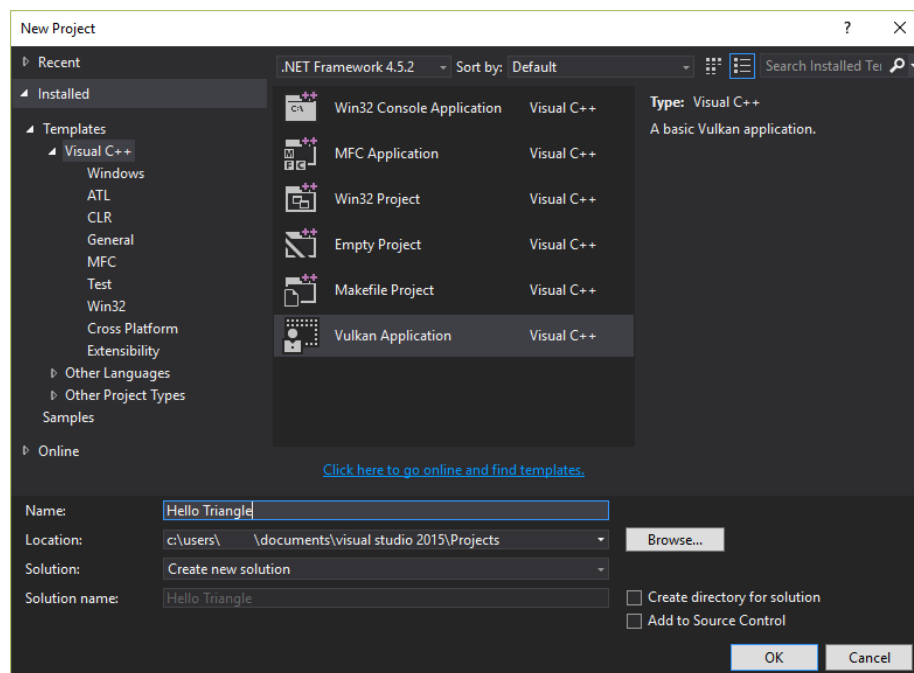 New Project
Recent
.NET Framework 4.5.2 Sort by: Default
Installed
Templates
Visual C++
Windows
ATL
CLR
General
MFC
Test
Win32
Cross Platform
Extensibility
Other Languages
Other Project Types
Samples
Online
Win32 Console Application Visual C++
MFC Application Visual C++
Win32 Project Visual C++
Empty Project Visual C++
Makefile Project Visual C++
Vulkan Application Visual C++
Click here to go online and find templates.
Search Installed Te
Type: Visual C++
A basic Vulkan application.
Name: Hello Triangle
Location: c:\users\ \documents\visual studio 2015\Projects Browse...
Solution: Create new solution
Solution name: Hello Triangle
Create directory for solution
Add to Source Control
OK Cancel